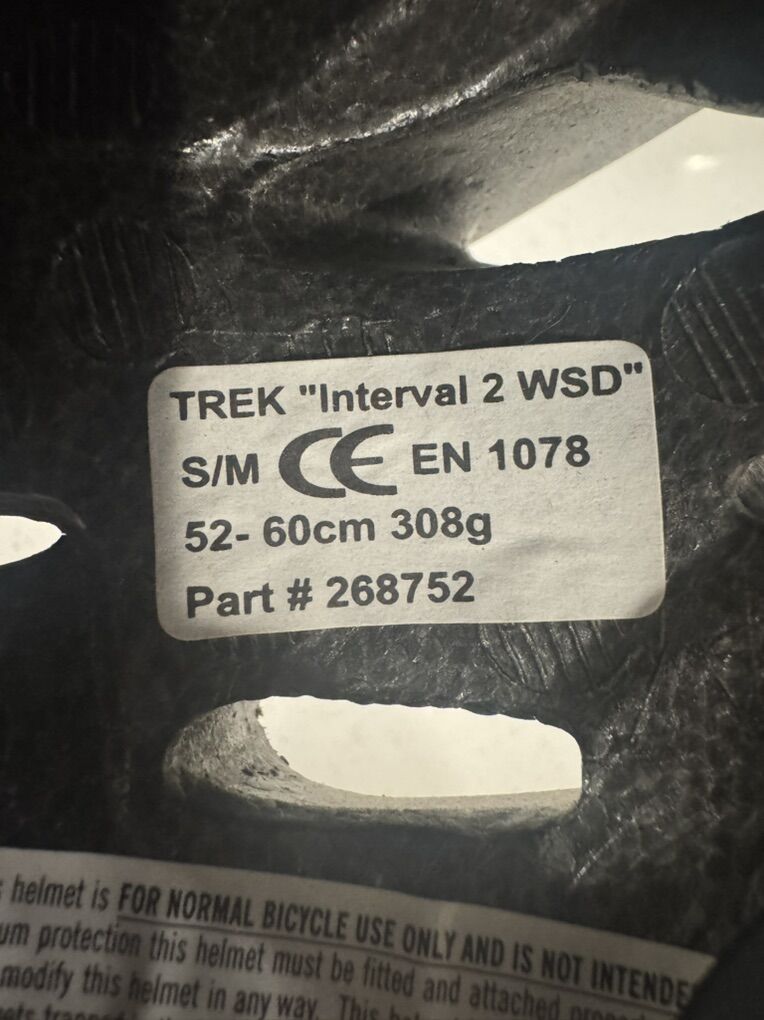 TREK "Interval 2 WSD"
S/M CE EN 1078
52- 60cm 308g
Part # 268752
helmet is FOR NORMAL BICYCLE USE ONLY AND IS NOT
protection this helmet must be fitted and attached
modify this helmet in any way. This